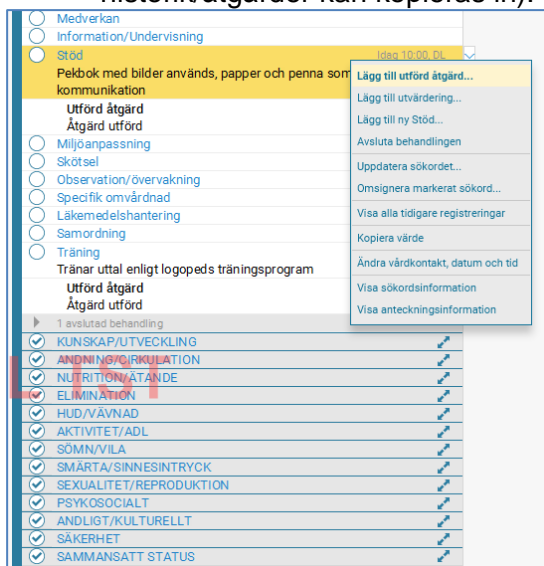 historik/åtgärder kan kopieras in).
Medverkan
Information/Undervisning
Stöd Idag 10:00, DL
Pekbok med bilder används, papper och penna som
kommunikation
Utförd åtgärd
Åtgärd utförd
Miljöanpassning
Skötsel
Observation/övervakning
Specifik omvårdnad
Läkemedelshantering
Samordning
Träning
Tränar uttal enligt logopeds träningsprogram
Utförd åtgärd
Åtgärd utförd
1 avslutad behandling
KUNSKAP/UTVECKLING
ANDNING/CIRKULATION
NUTRITION/ÄTANDE
ELIMINATION
HUD/VÄVNAD
AKTIVITET/ADL
SÖMN/VILA
SMÄRTA/SINNESINTRYCK
SEXUALITET/REPRODUKTION
PSYKOSOCIALT
ANDLIGT/KULTURELLT
SÄKERHET
SAMMANSATT STATUS
Lägg till utförd åtgärd...
Lägg till utvärdering...
Lägg till ny Stöd...
Avsluta behandlingen
Uppdatera sökordet...
Omsignera markerat sökord...
Visa alla tidigare registreringar
Kopiera värde
Ändra vårdkontakt, datum och tid
Visa sökordsinformation
Visa anteckningsinformation